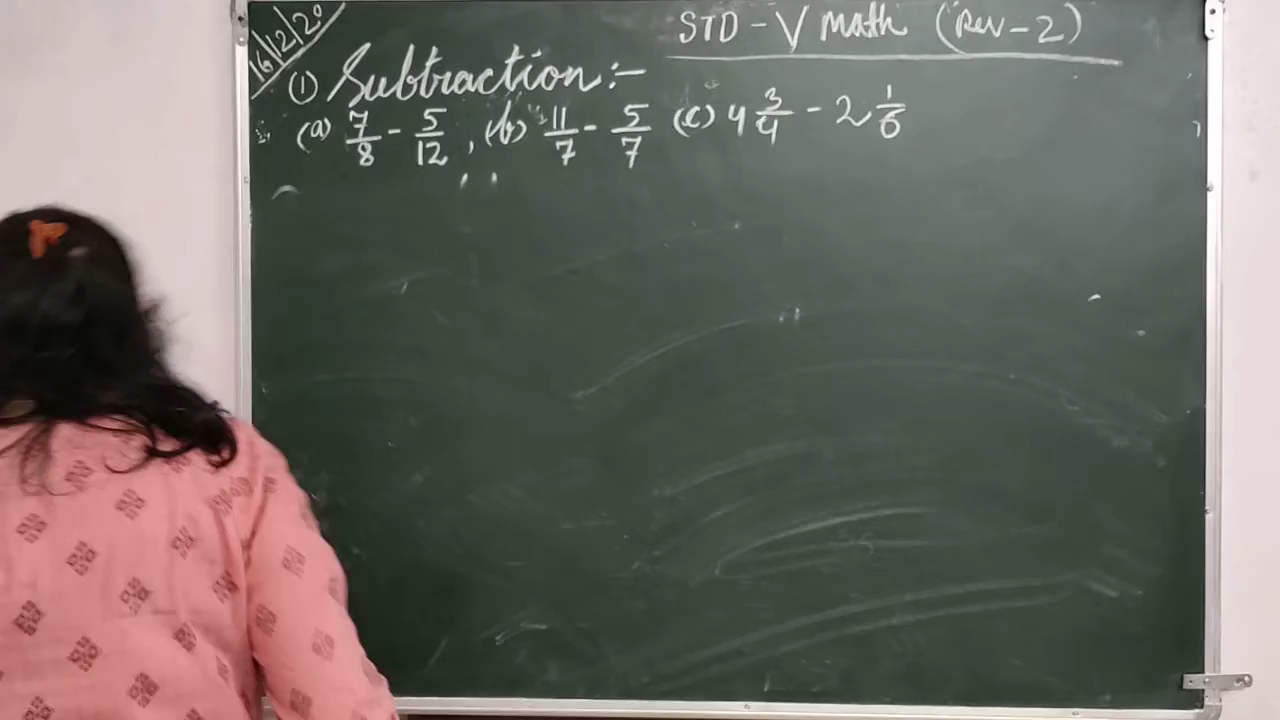 16/12/20
STD - V math (Rev - 2)
① Subtraction :-
(a) 7/8 - 5/12 , (b) 11/7 - 5/7 (c) 4 3/4 - 2 1/6